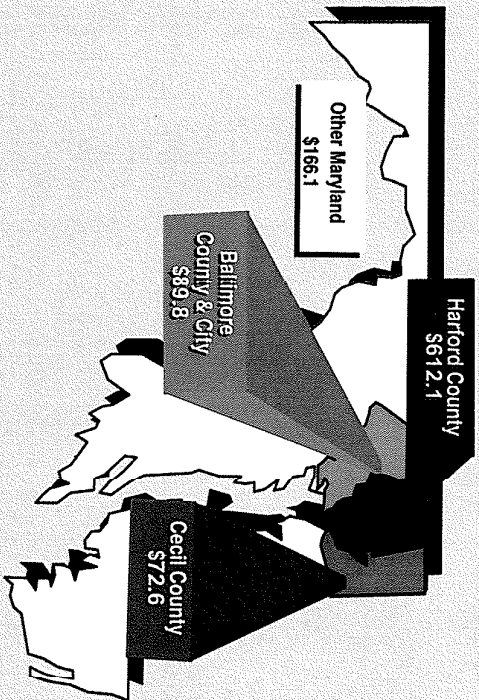 Harford County
$612.1
Other Maryland
$166.1
Baltimore
County & City
$89.8
Cecil County
$72.6